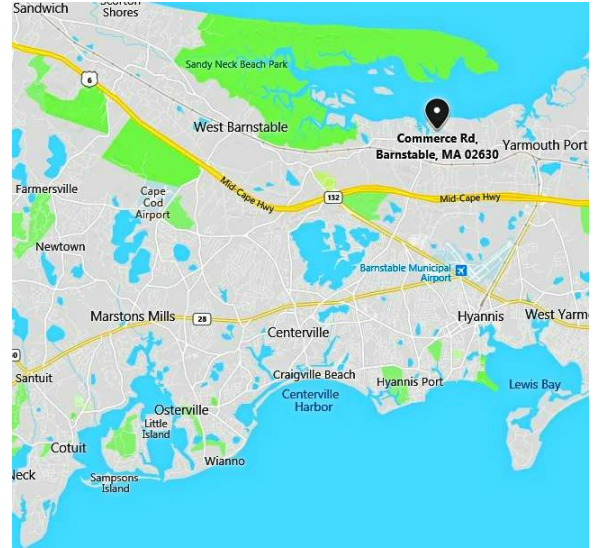 Sandwich
Shores
Sandy Neck Beach Park
6
West Barnstable
Commerce Rd,
Barnstable, MA 02630
Yarmouth Port
Farmersville
Cape
Cod
Airport
Mid-Cape Hwy
132
Mid-Cape Hwy
Newtown
Barnstable Municipal
Airport
Marstons Mills
28
Centerville
Hyannis
West Yarm
Santuit
Craigville Beach
Hyannis Port
Lewis Bay
Centerville
Harbor
Osterville
Little
Island
Cotuit
Wianno
Neck
Sampsons
Island